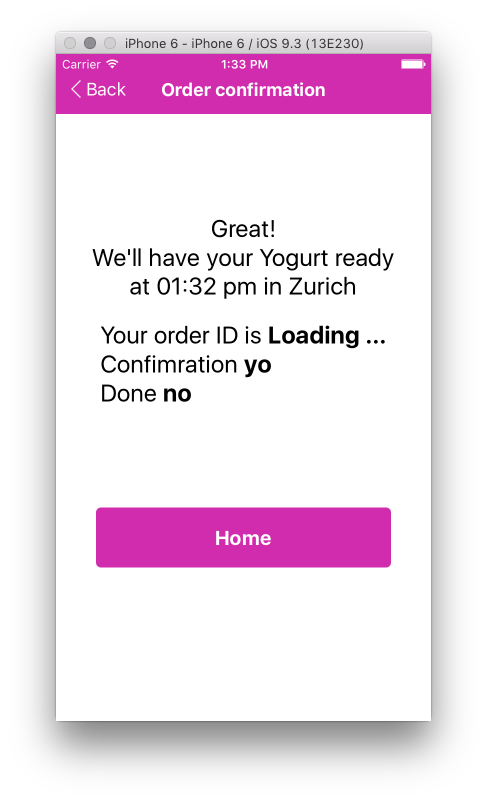 iPhone 6 - iPhone 6 / iOS 9.3 (13E230)
Carrier 1:33 PM
Back Order confirmation
Great!
We'll have your Yogurt ready
at 01:32 pm in Zurich
Your order ID is Loading ...
Confimration yo
Done no
Home